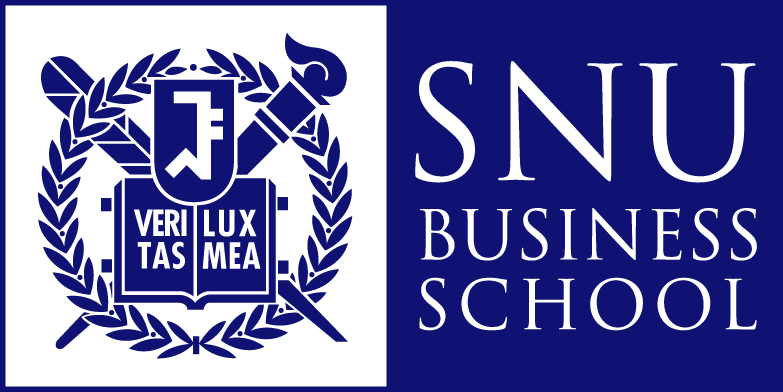 VERI LUX
TAS MEA
SNU
BUSINESS
SCHOOL